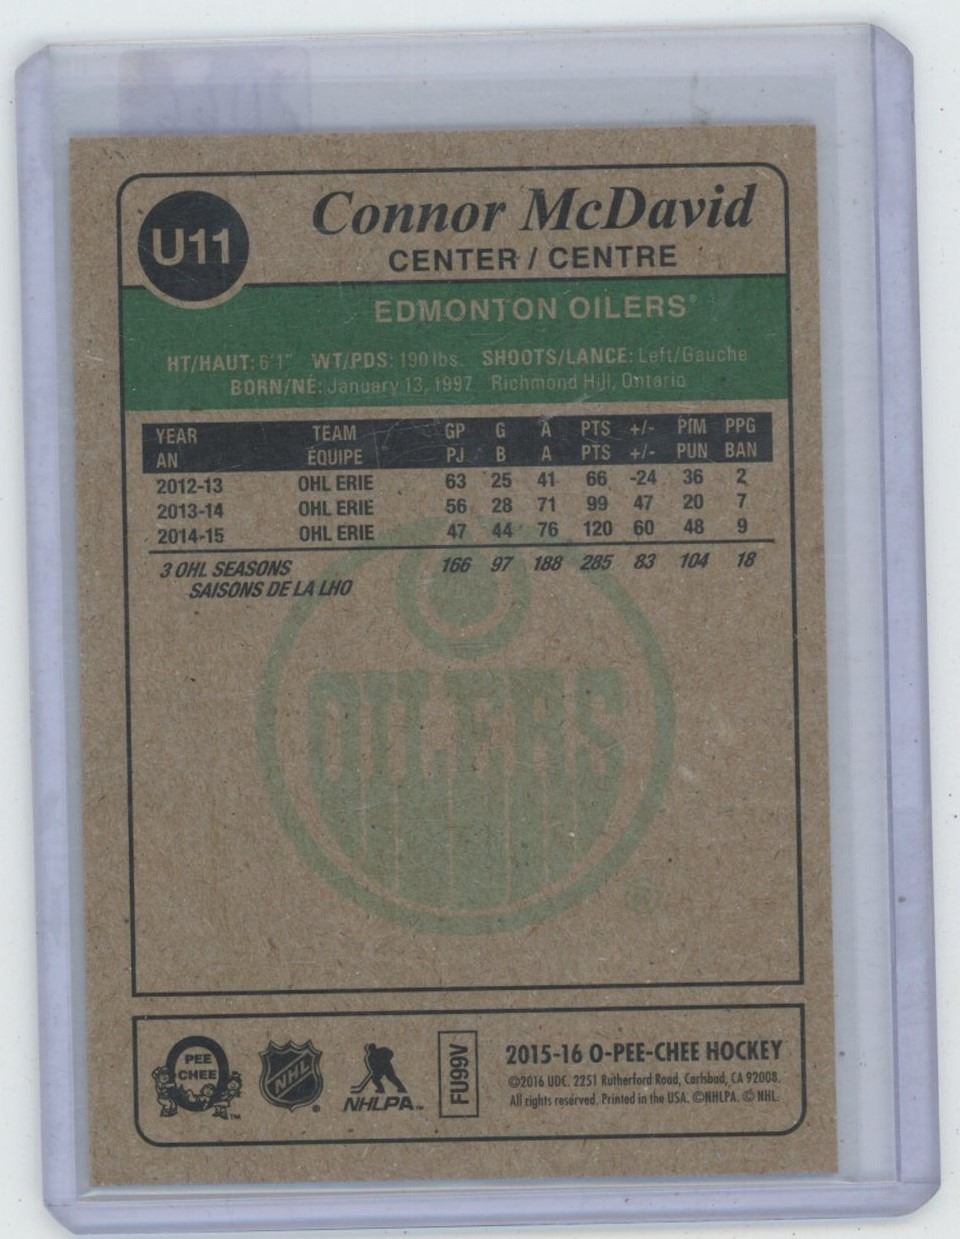 U11
Connor McDavid
CENTER / CENTRE
EDMONTON OILERS®
HT/HAUT: 6'1" WT/PDS: 190 lbs. SHOOTS/LANCE: Left/Gauche
BORN/NÉ: January 13, 1997 Richmond Hill, Ontario
YEAR TEAM GP G A PTS +/- PIM PPG
AN ÉQUIPE PJ B A PTS +/- PUN BAN
2012-13 OHL ERIE 63 25 41 66 -24 36 2
2013-14 OHL ERIE 56 28 71 99 47 20 7
2014-15 OHL ERIE 47 44 76 120 60 48 9
3 OHL SEASONS 166 97 188 285 83 104 18
SAISONS DE LA LHO
OILERS
®
PEE
CHEE
™
NHL
®
NHLPA™
FU99V
2015-16 O-PEE-CHEE HOCKEY
©2016 UDC. 2251 Rutherford Road, Carlsbad, CA 92008.
All rights reserved. Printed in the USA. ©NHLPA. © NHL.